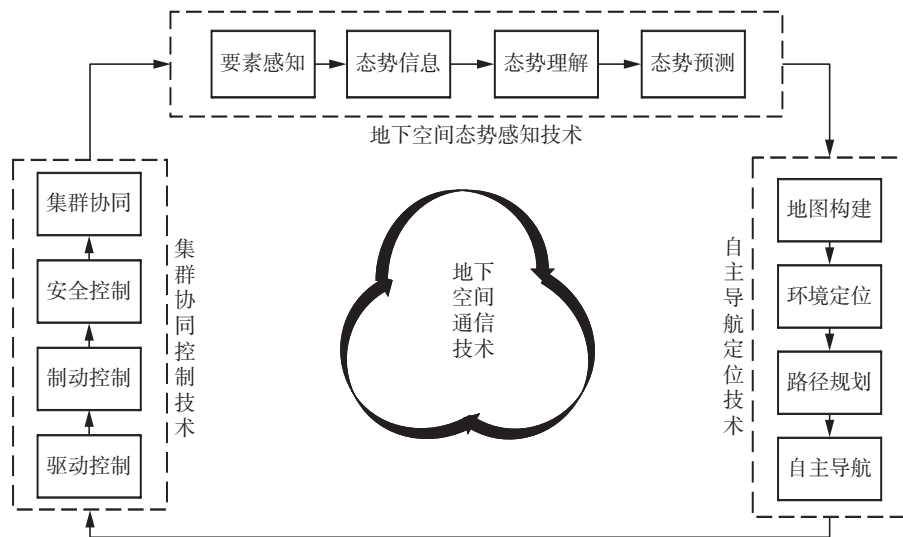 要素感知
态势信息
态势理解
态势预测
地下空间态势感知技术
集群协同
安全控制
制动控制
驱动控制
集群协同控制技术
地下
空间
通信
技术
自主导航定位技术
地图构建
环境定位
路径规划
自主导航